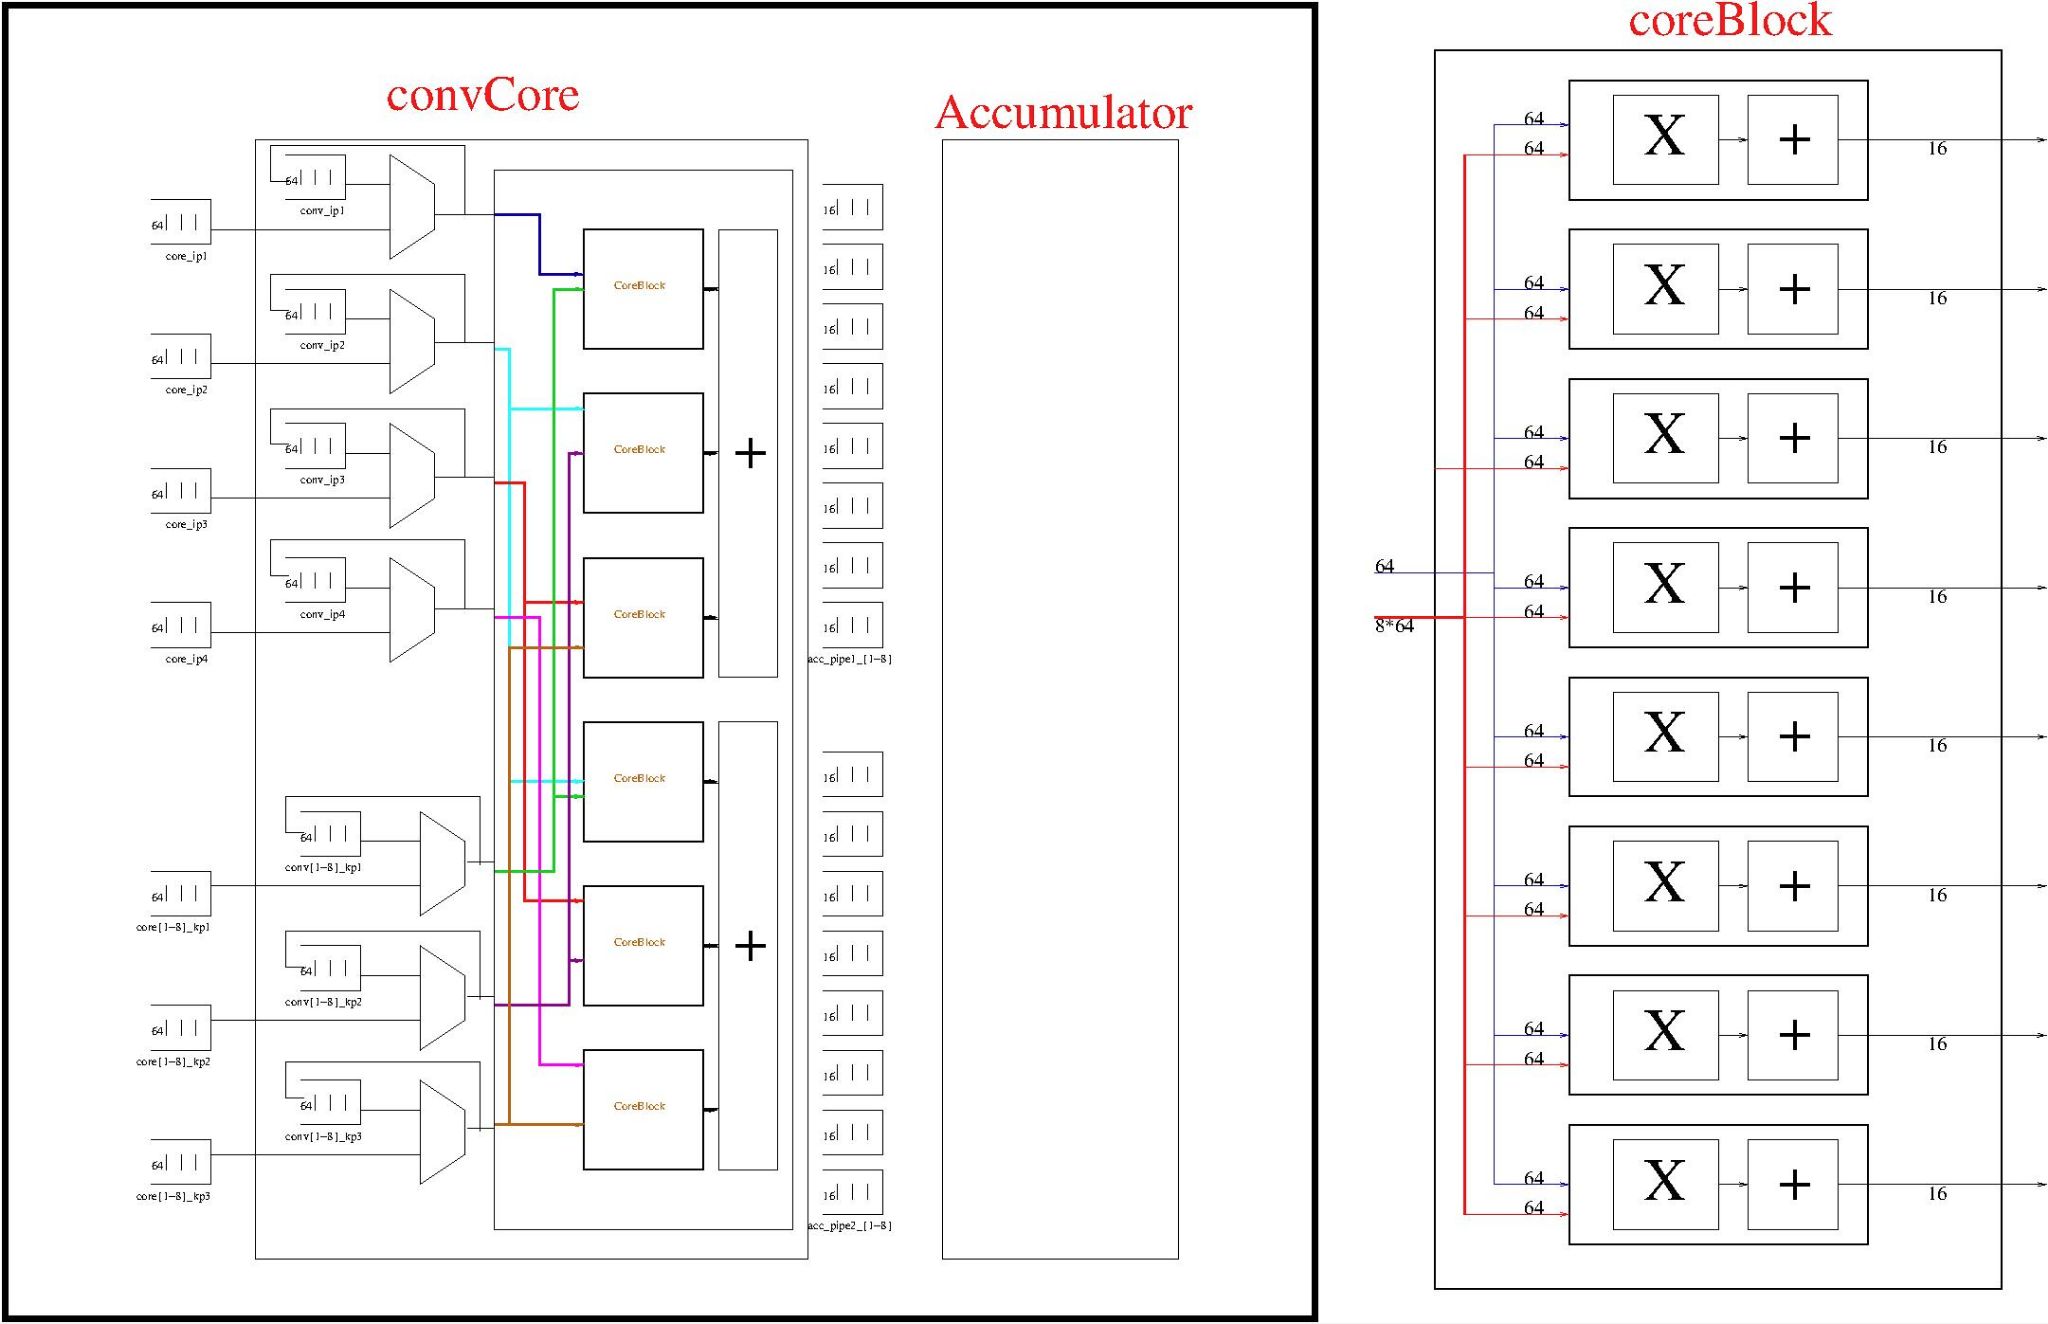 convCore
Accumulator
64
conv_ip1
64
core_ip1
64
conv_ip2
64
core_ip2
64
conv_ip3
64
core_ip3
64
conv_ip4
64
core_ip4
64
conv[1-8]_kp1
64
core[1-8]_kp1
64
conv[1-8]_kp2
64
core[1-8]_kp2
64
conv[1-8]_kp3
64
core[1-8]_kp3
CoreBlock
CoreBlock
CoreBlock
+
CoreBlock
CoreBlock
CoreBlock
+
16
16
16
16
16
16
16
16
acc_pipe1_[1-8]
16
16
16
16
16
16
16
16
acc_pipe2_[1-8]
coreBlock
64
8*64
64
64
X + 16
64
64
X + 16
64
64
X + 16
64
64
X + 16
64
64
X + 16
64
64
X + 16
64
64
X + 16
64
64
X + 16